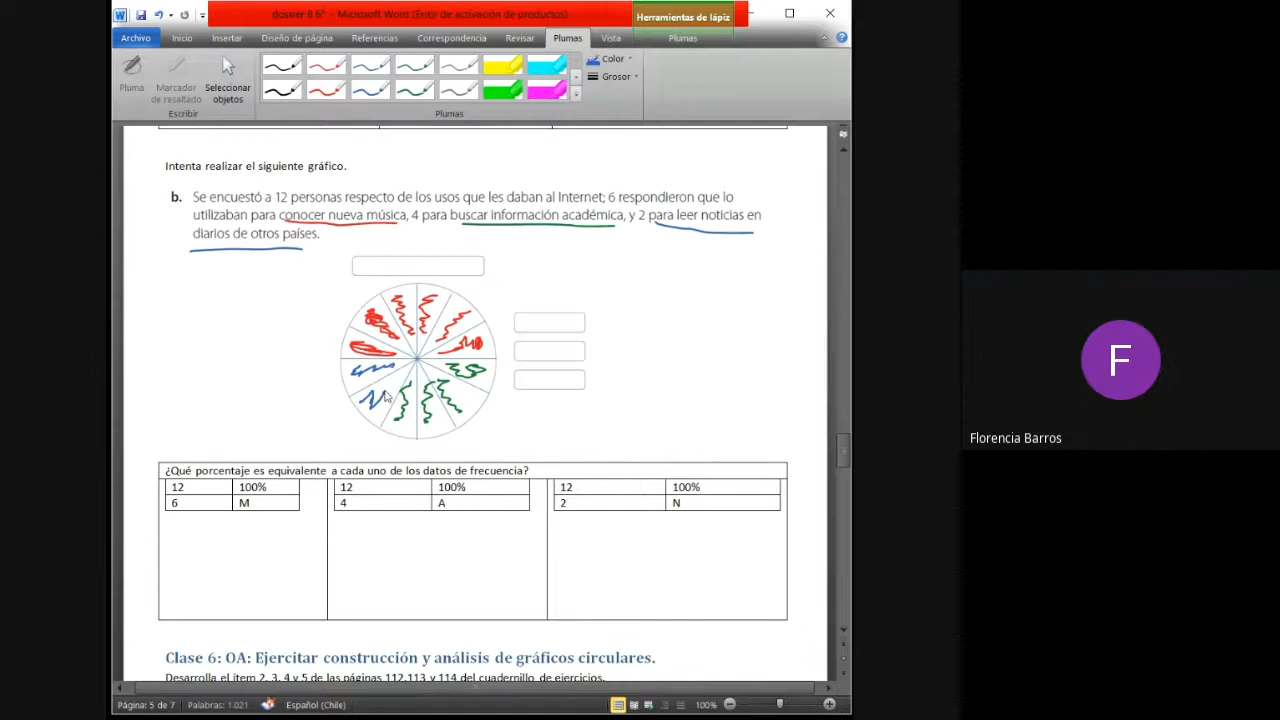 dossier 8 6° - Microsoft Word (Error de activación de productos)
Herramientas de lápiz
Archivo Inicio Insertar Diseño de página Referencias Correspondencia Revisar Plumas Vista Plumas
Pluma Marcador de resaltado Seleccionar objetos
Color
Grosor
Escribir Plumas
Intenta realizar el siguiente gráfico.
b. Se encuestó a 12 personas respecto de los usos que les daban al Internet; 6 respondieron que lo
utilizaban para conocer nueva música, 4 para buscar información académica, y 2 para leer noticias en
diarios de otros países.
F
Florencia Barros
¿Qué porcentaje es equivalente a cada uno de los datos de frecuencia?
12 100% 12 100% 12 100%
6 M 4 A 2 N
Clase 6: OA: Ejercitar construcción y análisis de gráficos circulares.
Desarrolla el ítem 2, 3, 4 y 5 de las páginas 112,113 y 114 del cuadernillo de ejercicios.
Página: 5 de 7 Palabras: 1.021 Español (Chile) 100%